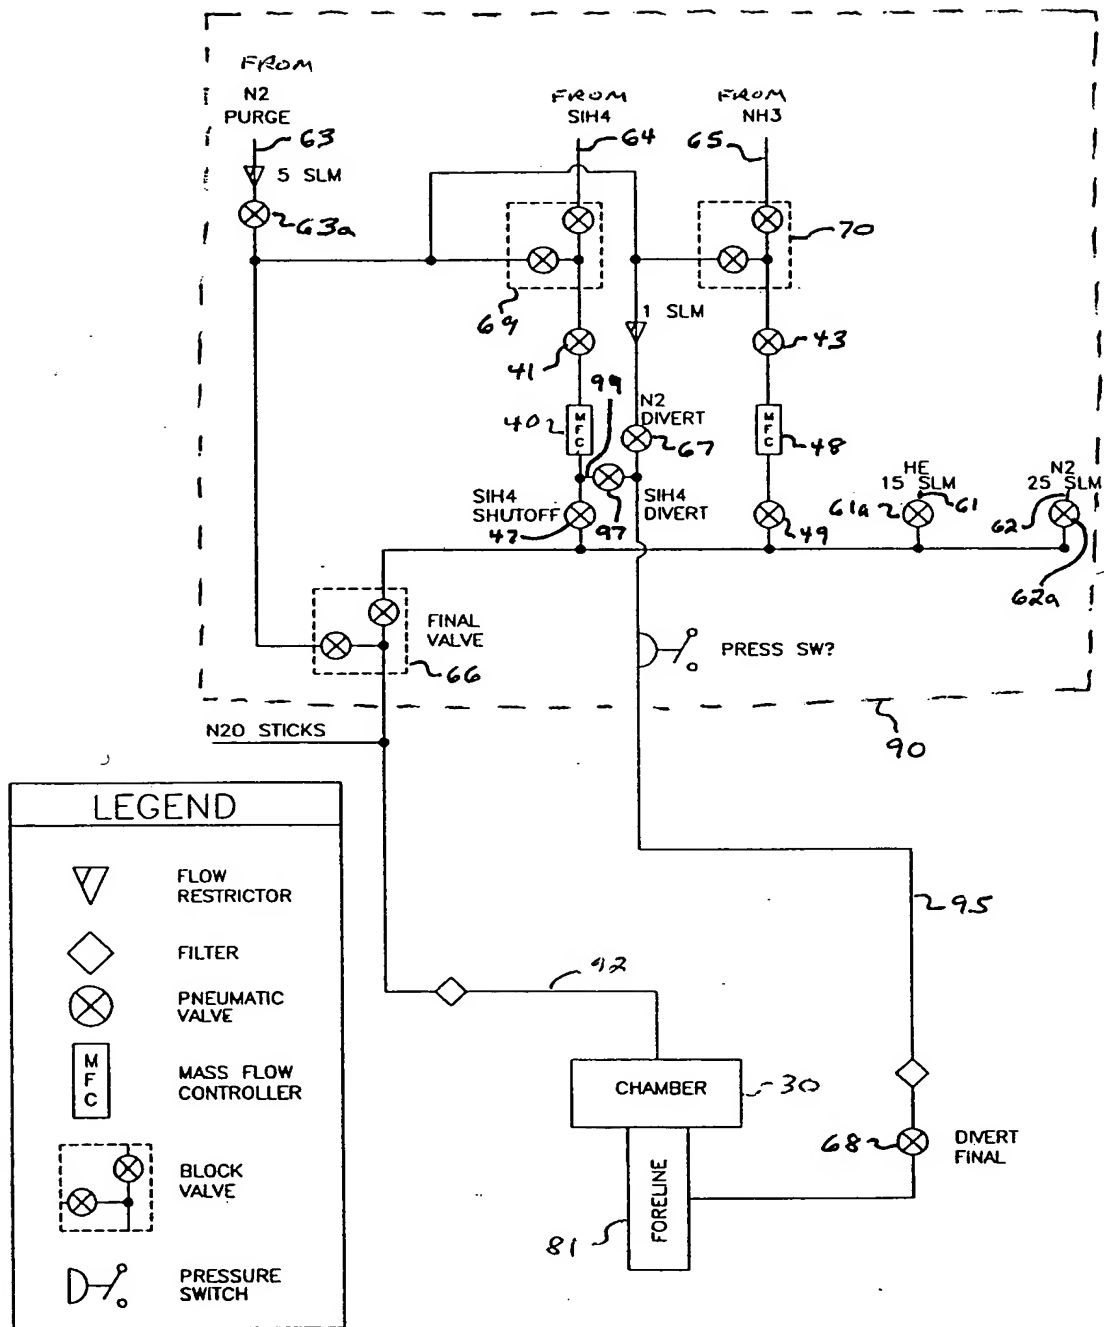 FROM
N2
PURGE
63
5 SLM
63a
FROM
SIH4
64
FROM
NH3
65
70
69
1 SLM
41
43
99
40
MFC
N2
DIVERT
67
MFC
48
HE
15 SLM
61
61a
N2
25 SLM
62
62a
SIH4
SHUTOFF
47
97
SIH4
DIVERT
49
FINAL
VALVE
66
PRESS SW?
90
N2O STICKS
LEGEND
FLOW
RESTRICTOR
FILTER
PNEUMATIC
VALVE
MFC
MASS FLOW
CONTROLLER
BLOCK
VALVE
PRESSURE
SWITCH
95
92
CHAMBER
30
68
DIVERT
FINAL
FORELINE
81